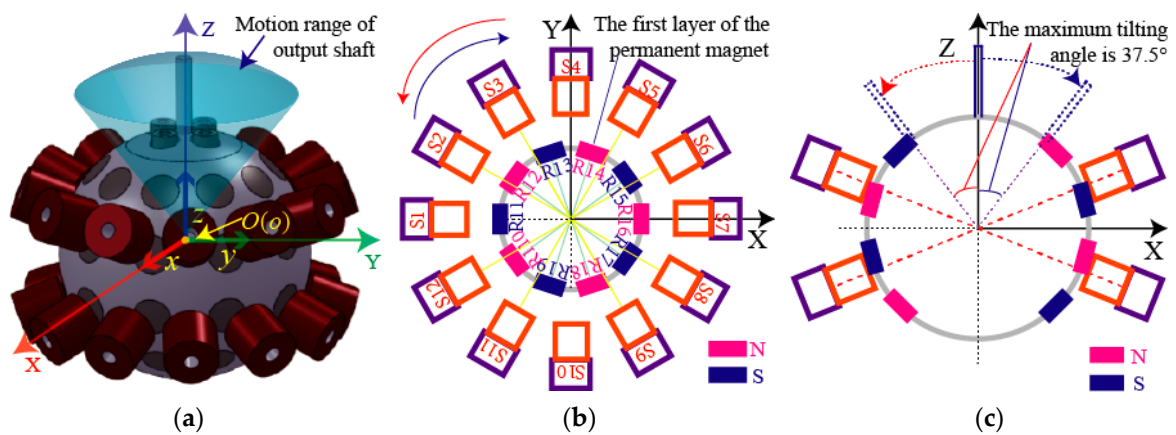 Z
Motion range of
output shaft
z
O(o)
x
y
Y
X
(a)
Y
The first layer of the
permanent magnet
S1
S2
S3
S4
S5
S6
S7
S8
S9
S10
S11
S12
R11
R12
R13
R14
R15
R16
R17
R18
R19
R110
X
N
S
(b)
Z
The maximum tilting
angle is 37.5°
X
N
S
(c)